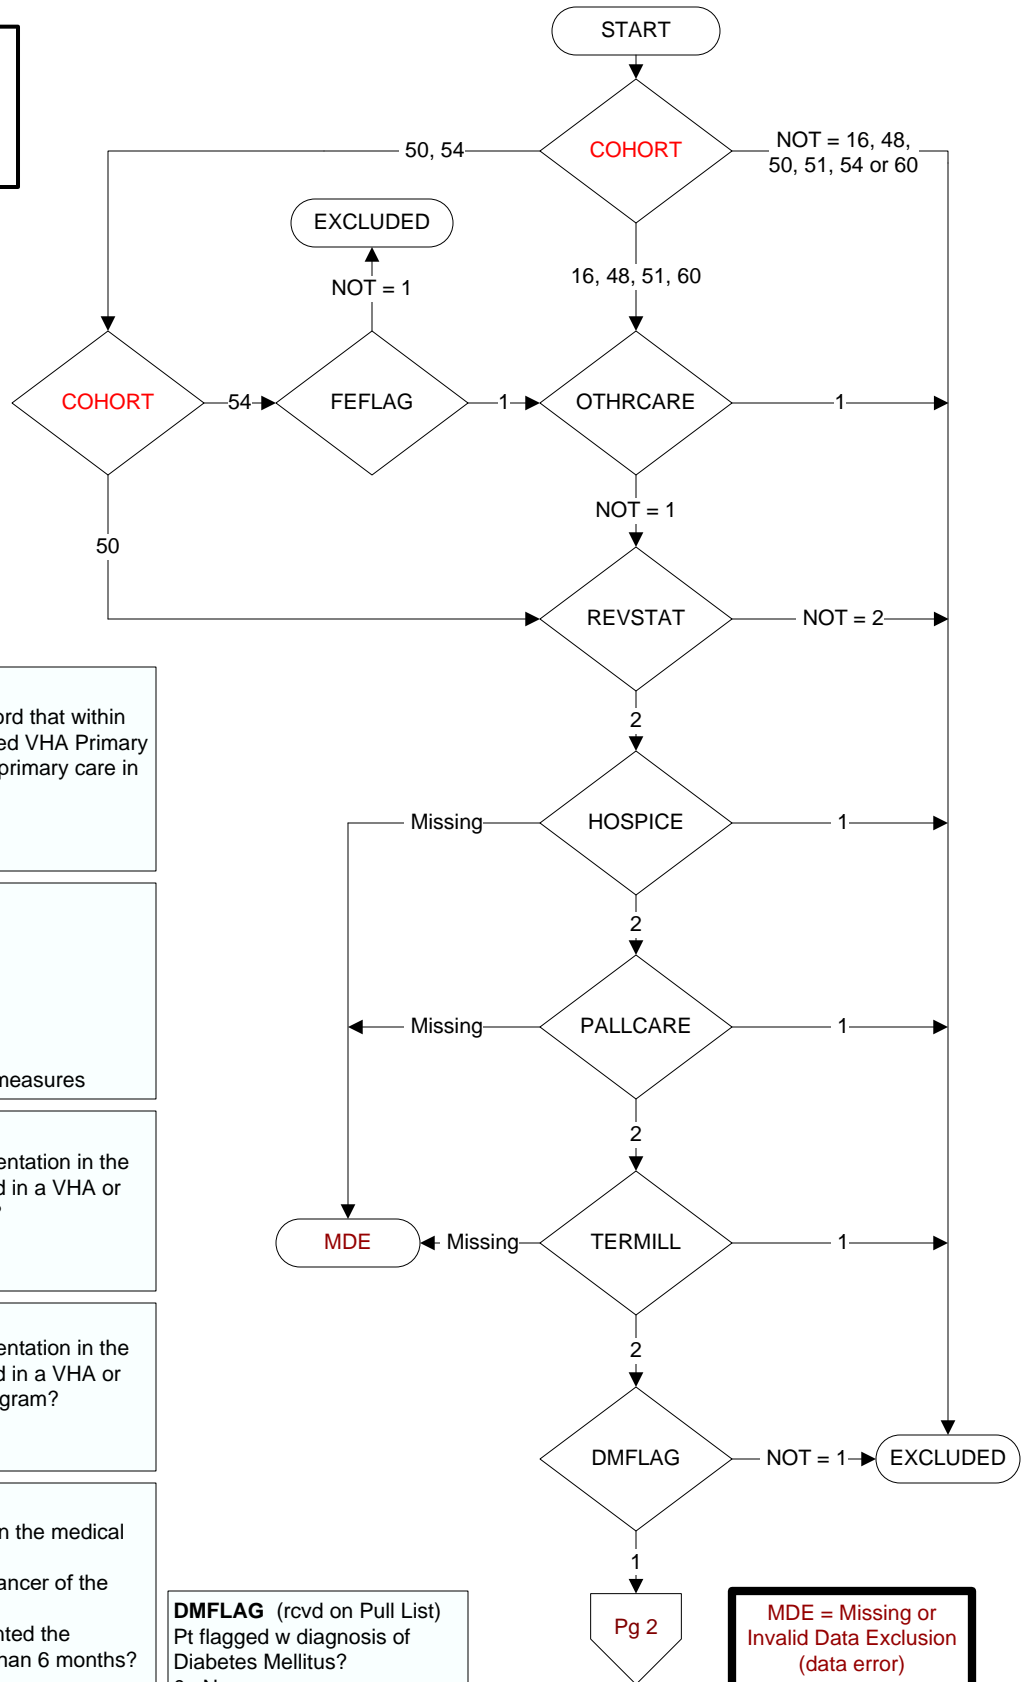 START
COHORT
50, 54
NOT = 16, 48,
50, 51, 54 or 60
EXCLUDED
NOT = 1
16, 48, 51, 60
COHORT
54
FEFLAG
1
OTHRCARE
1
NOT = 1
50
REVSTAT
NOT = 2
2
ord that within
ed VHA Primary
primary care in
Missing
HOSPICE
1
2
Missing
PALLCARE
1
measures
2
entation in the
d in a VHA or
MDE
Missing
TERMILL
1
2
entation in the
d in a VHA or
gram?
DMFLAG
NOT = 1
EXCLUDED
n the medical
ancer of the
nted the
han 6 months?
1
DMFLAG (rcvd on Pull List)
Pt flagged w diagnosis of
Diabetes Mellitus?
Pg 2
MDE = Missing or
Invalid Data Exclusion
(data error)